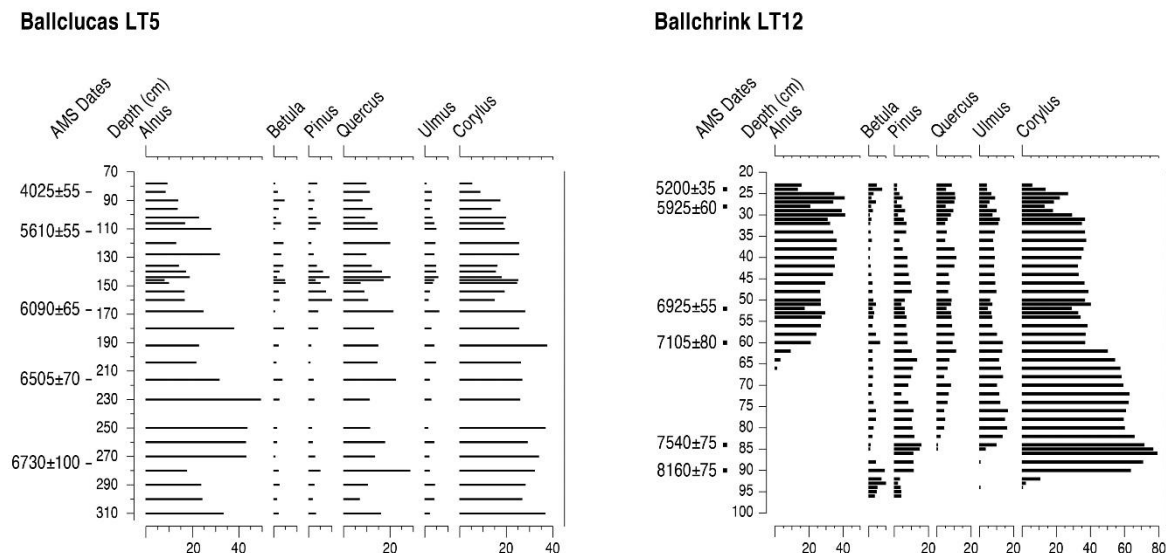 Ballclucas LT5
AMS Dates
Depth (cm)
Alnus
Betula
Pinus
Quercus
Ulmus
Corylus
70
4025±55
90
5610±55
110
130
150
6090±65
170
190
6505±70
210
230
250
6730±100
270
290
310
20 40 20 20 20 20 40
Ballchrink LT12
AMS Dates
Depth (cm)
Alnus
Betula
Pinus
Quercus
Ulmus
Corylus
20
5200±35
25
5925±60
30
35
40
45
50
6925±55
55
7105±80
60
65
70
75
80
7540±75
85
8160±75
90
95
100
20 40 20 20 20 20 20 40 60 80